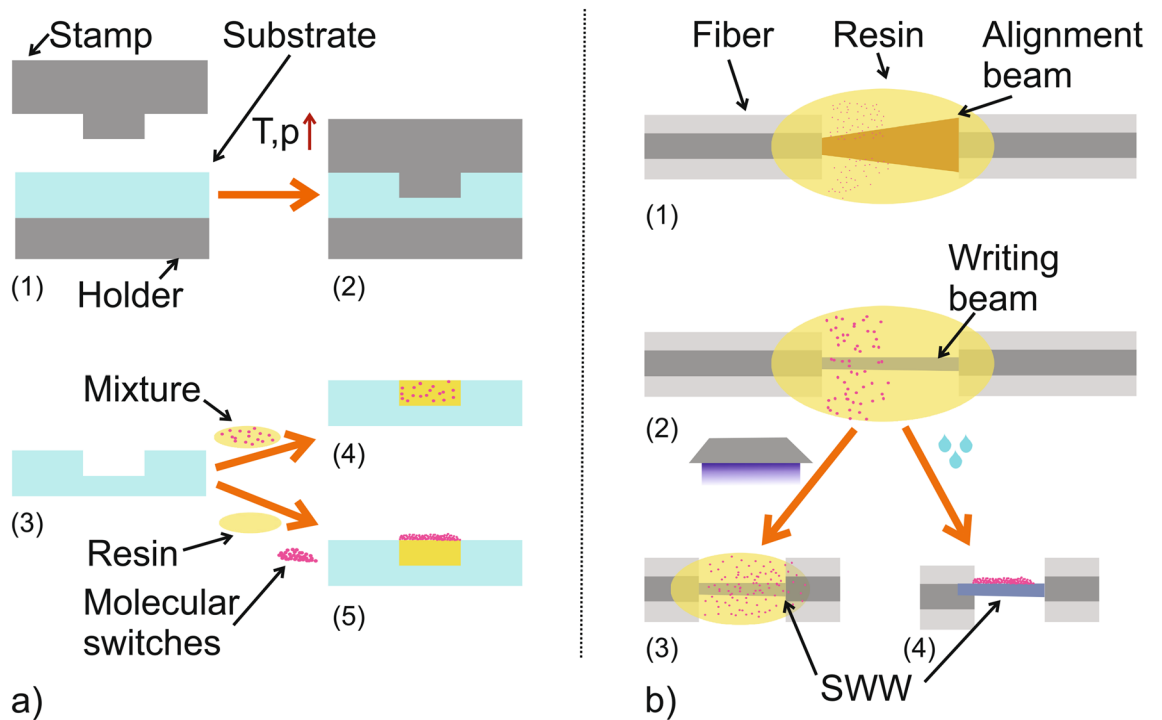 Stamp
Substrate
T,p
(1)
Holder
(2)
Mixture
(3)
(4)
Resin
Molecular
switches
(5)
a)
Fiber
Resin
Alignment
beam
(1)
Writing
beam
(2)
(3)
(4)
SWW
b)